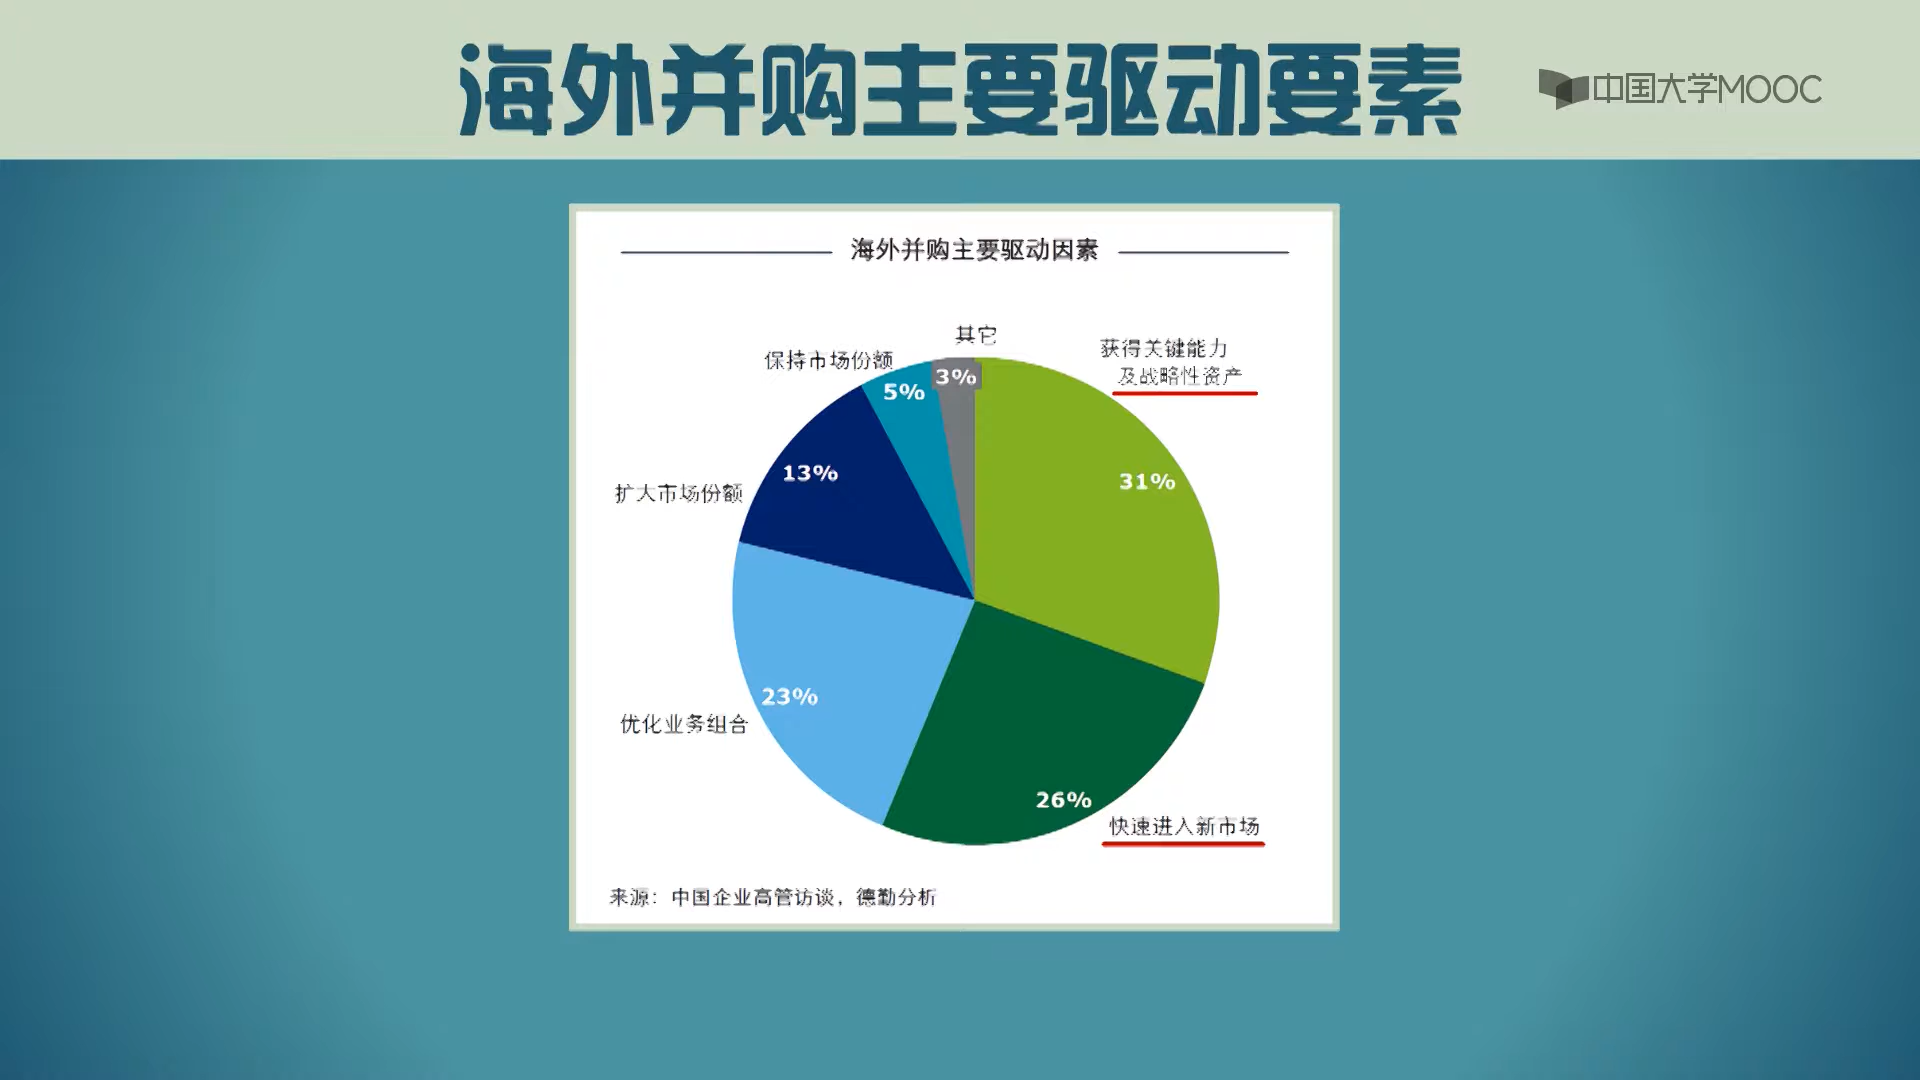 海外并购主要驱动要素
中国大学MOOC
海外并购主要驱动因素
其它
获得关键能力
及战略性资产
保持市场份额
3%
5%
13%
31%
扩大市场份额
23%
优化业务组合
26%
快速进入新市场
来源：中国企业高管访谈，德勤分析